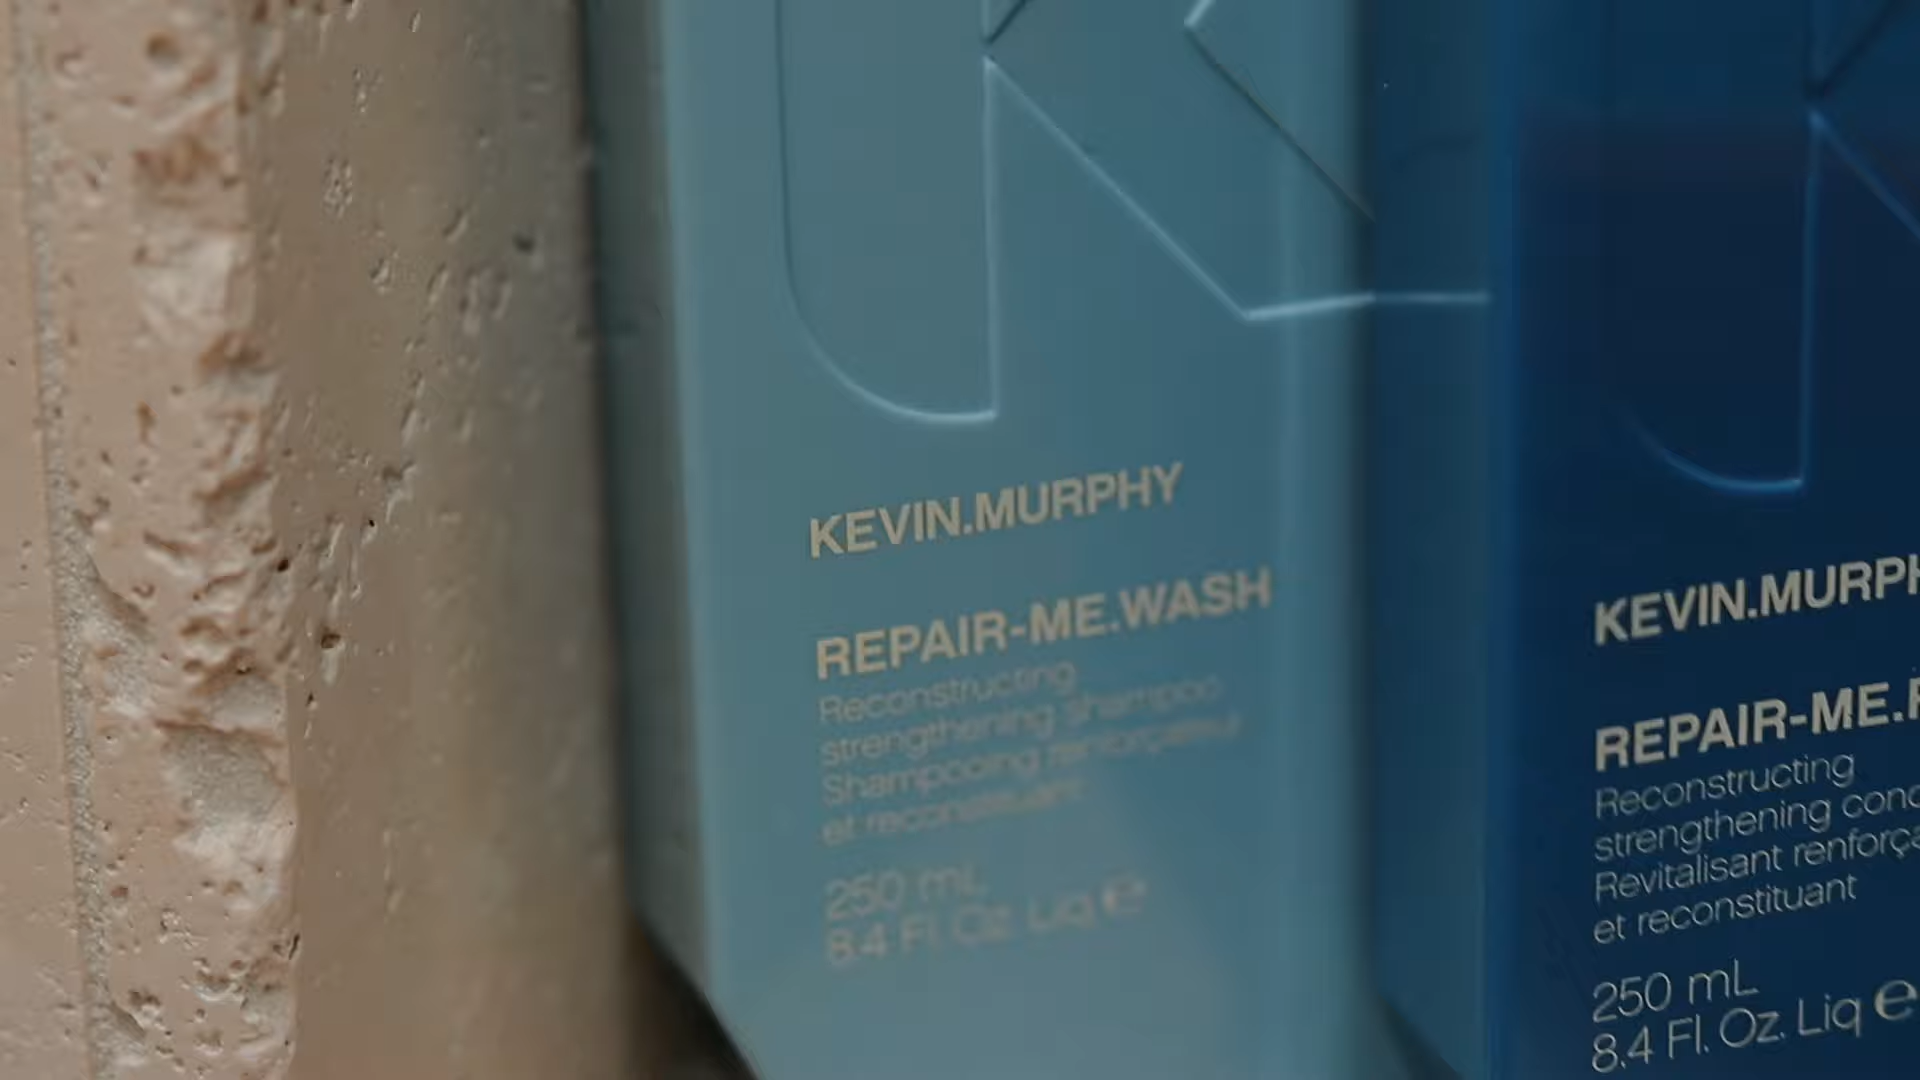 KEVIN.MURPHY
REPAIR-ME.WASH
Reconstructing
strengthening shampoo
Shampooing renforçateur
et reconstituant
250 mL
8.4 Fl. Oz. Liq e
KEVIN.MURPH
REPAIR-ME.
Reconstructing
strengthening cond
Revitalisant renforça
et reconstituant
250 mL
8.4 Fl. Oz. Liq e